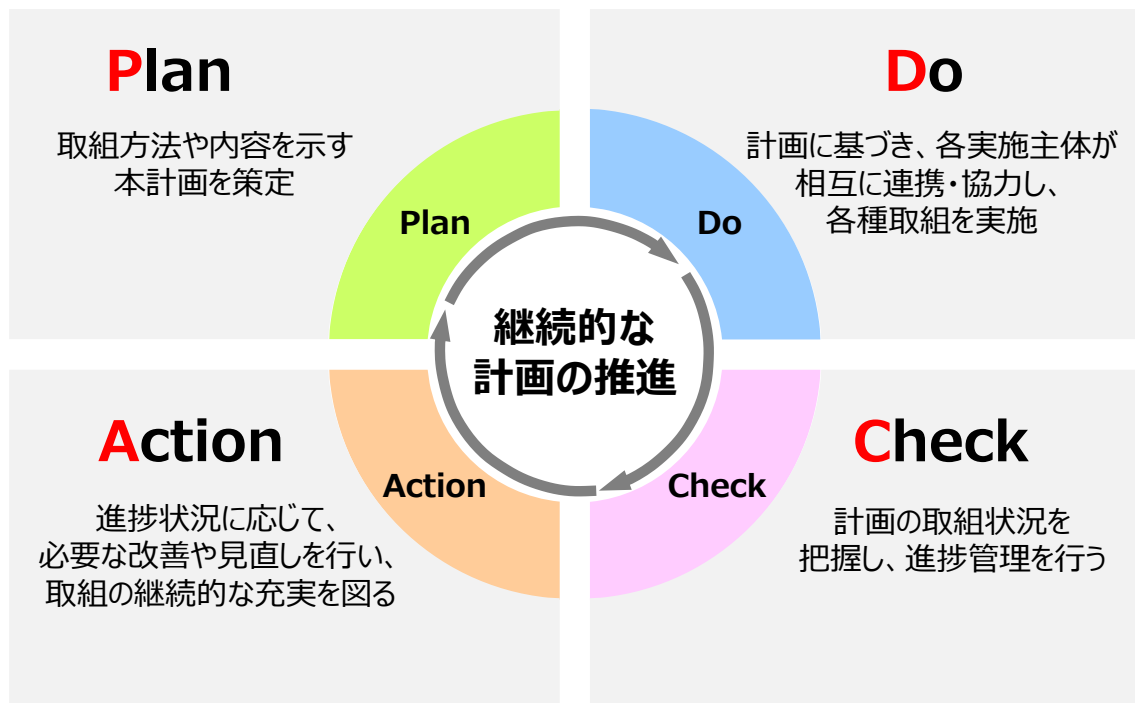 Plan
取組方法や内容を示す
本計画を策定
Do
計画に基づき、各実施主体が
相互に連携・協力し、
各種取組を実施
Plan
Do
継続的な
計画の推進
Action
Check
Action
進捗状況に応じて、
必要な改善や見直しを行い、
取組の継続的な充実を図る
Check
計画の取組状況を
把握し、進捗管理を行う